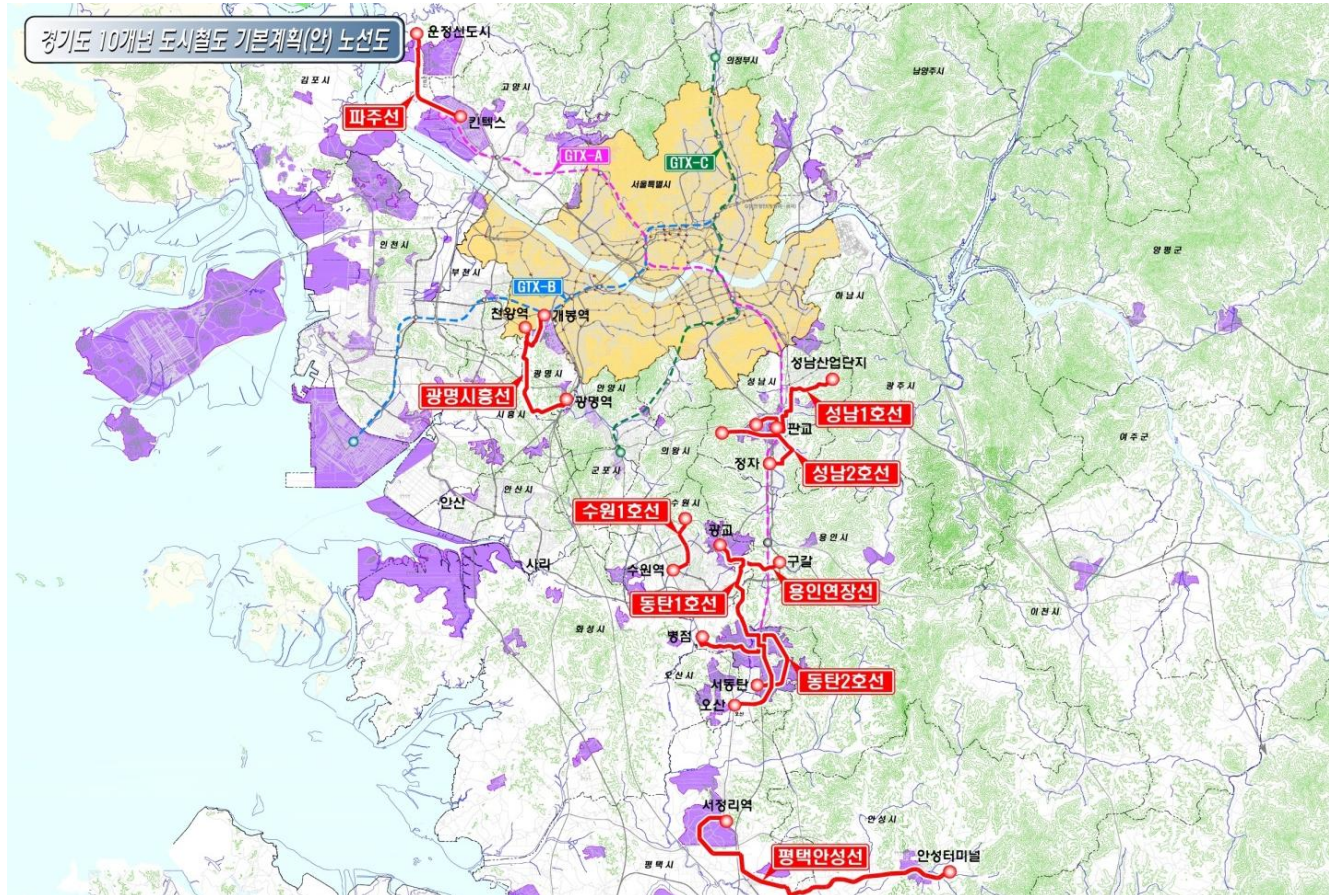 경기도 10개년 도시철도 기본계획(안) 노선도
운정신도시
의정부시
남양주시
김포시
고양시
파주선
킨텍스
GTX-A
GTX-C
서울특별시
인천시
양평군
부천시
GTX-B
하남시
천왕역
개봉역
성남산업단지
광명시
안양시
성남시
광주시
광명시흥선
광명역
시흥시
성남1호선
판교
여주군
의왕시
군포시
정자
성남2호선
안산시
안산
수원시
수원1호선
광교
용인시
사리
수원역
구갈
동탄1호선
용인연장선
이천시
화성시
병점
오산시
서동탄
동탄2호선
오산
서정리역
안성시
평택안성선
안성터미널
평택시